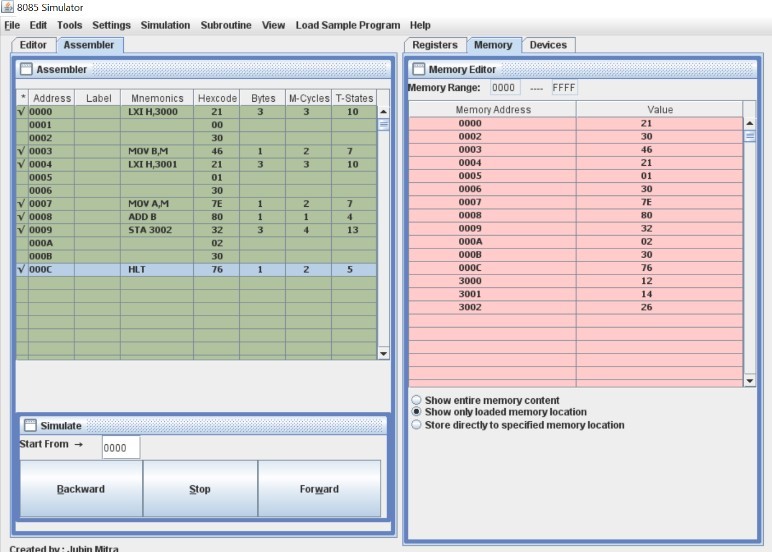 8085 Simulator
File Edit Tools Settings Simulation Subroutine View Load Sample Program Help
Editor Assembler
Assembler
* Address Label Mnemonics Hexcode Bytes M-Cycles T-States
√ 0000 LXI H,3000 21 3 3 10
0001 00
0002 30
√ 0003 MOV B,M 46 1 2 7
√ 0004 LXI H,3001 21 3 3 10
0005 01
0006 30
√ 0007 MOV A,M 7E 1 2 7
√ 0008 ADD B 80 1 1 4
√ 0009 STA 3002 32 3 4 13
000A 02
000B 30
√ 000C HLT 76 1 2 5
Simulate
Start From → 0000
Backward Stop Forward
Created by : Jubin Mitra
Registers Memory Devices
Memory Editor
Memory Range: 0000 ---- FFFF
Memory Address Value
0000 21
0002 30
0003 46
0004 21
0005 01
0006 30
0007 7E
0008 80
0009 32
000A 02
000B 30
000C 76
3000 12
3001 14
3002 26
Show entire memory content
Show only loaded memory location
Store directly to specified memory location